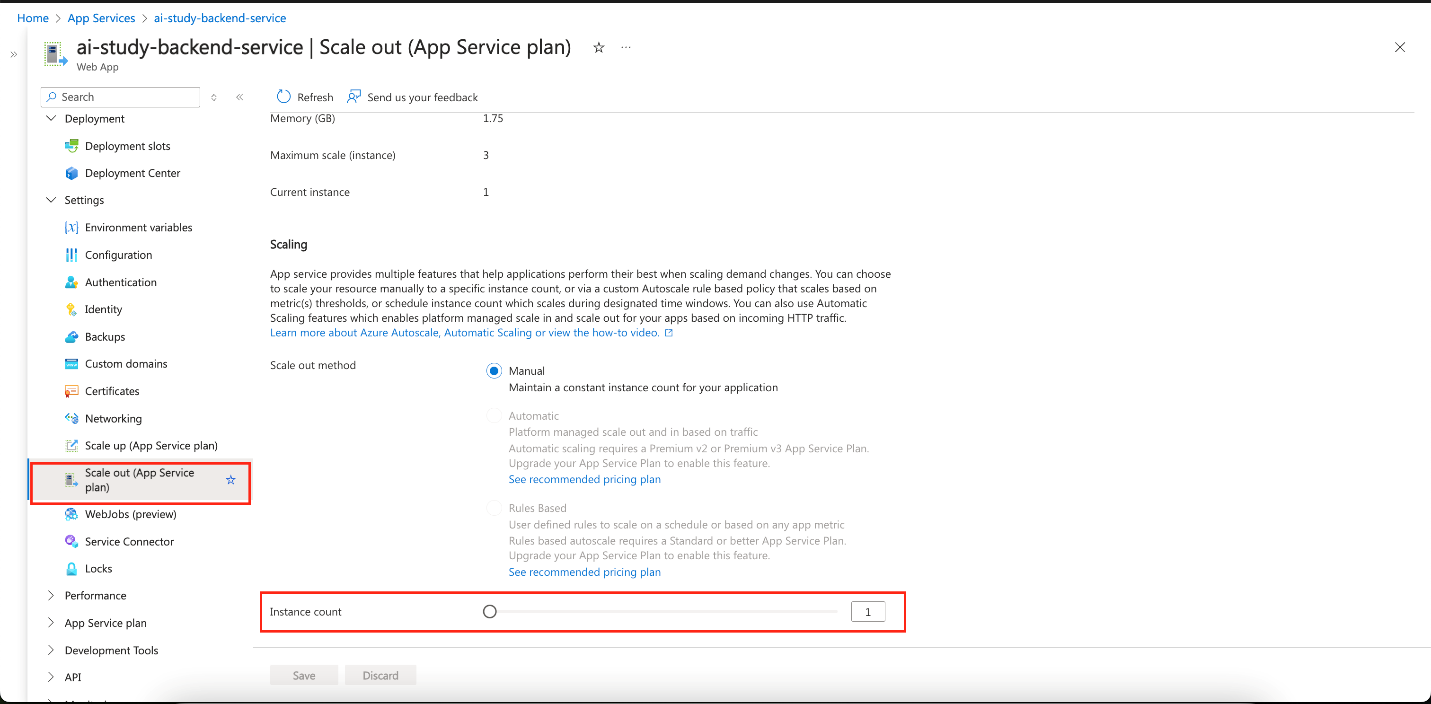 Home > App Services > ai-study-backend-service
ai-study-backend-service | Scale out (App Service plan)
Web App
Search
Refresh
Send us your feedback
Deployment
Deployment slots
Deployment Center
Settings
Environment variables
Configuration
Authentication
Identity
Backups
Custom domains
Certificates
Networking
Scale up (App Service plan)
Scale out (App Service
plan)
WebJobs (preview)
Service Connector
Locks
Performance
App Service plan
Development Tools
API
Memory (GB) 1.75
Maximum scale (instance) 3
Current instance 1
Scaling
App service provides multiple features that help applications perform their best when scaling demand changes. You can choose
to scale your resource manually to a specific instance count, or via a custom Autoscale rule based policy that scales based on
metric(s) thresholds, or schedule instance count which scales during designated time windows. You can also use Automatic
Scaling features which enables platform managed scale in and scale out for your apps based on incoming HTTP traffic.
Learn more about Azure Autoscale, Automatic Scaling or view the how-to video.
Scale out method
Manual
Maintain a constant instance count for your application
Automatic
Platform managed scale out and in based on traffic
Automatic scaling requires a Premium v2 or Premium v3 App Service Plan.
Upgrade your App Service Plan to enable this feature.
See recommended pricing plan
Rules Based
User defined rules to scale on a schedule or based on any app metric
Rules based autoscale requires a Standard or better App Service Plan.
Upgrade your App Service Plan to enable this feature.
See recommended pricing plan
Instance count 1
Save
Discard